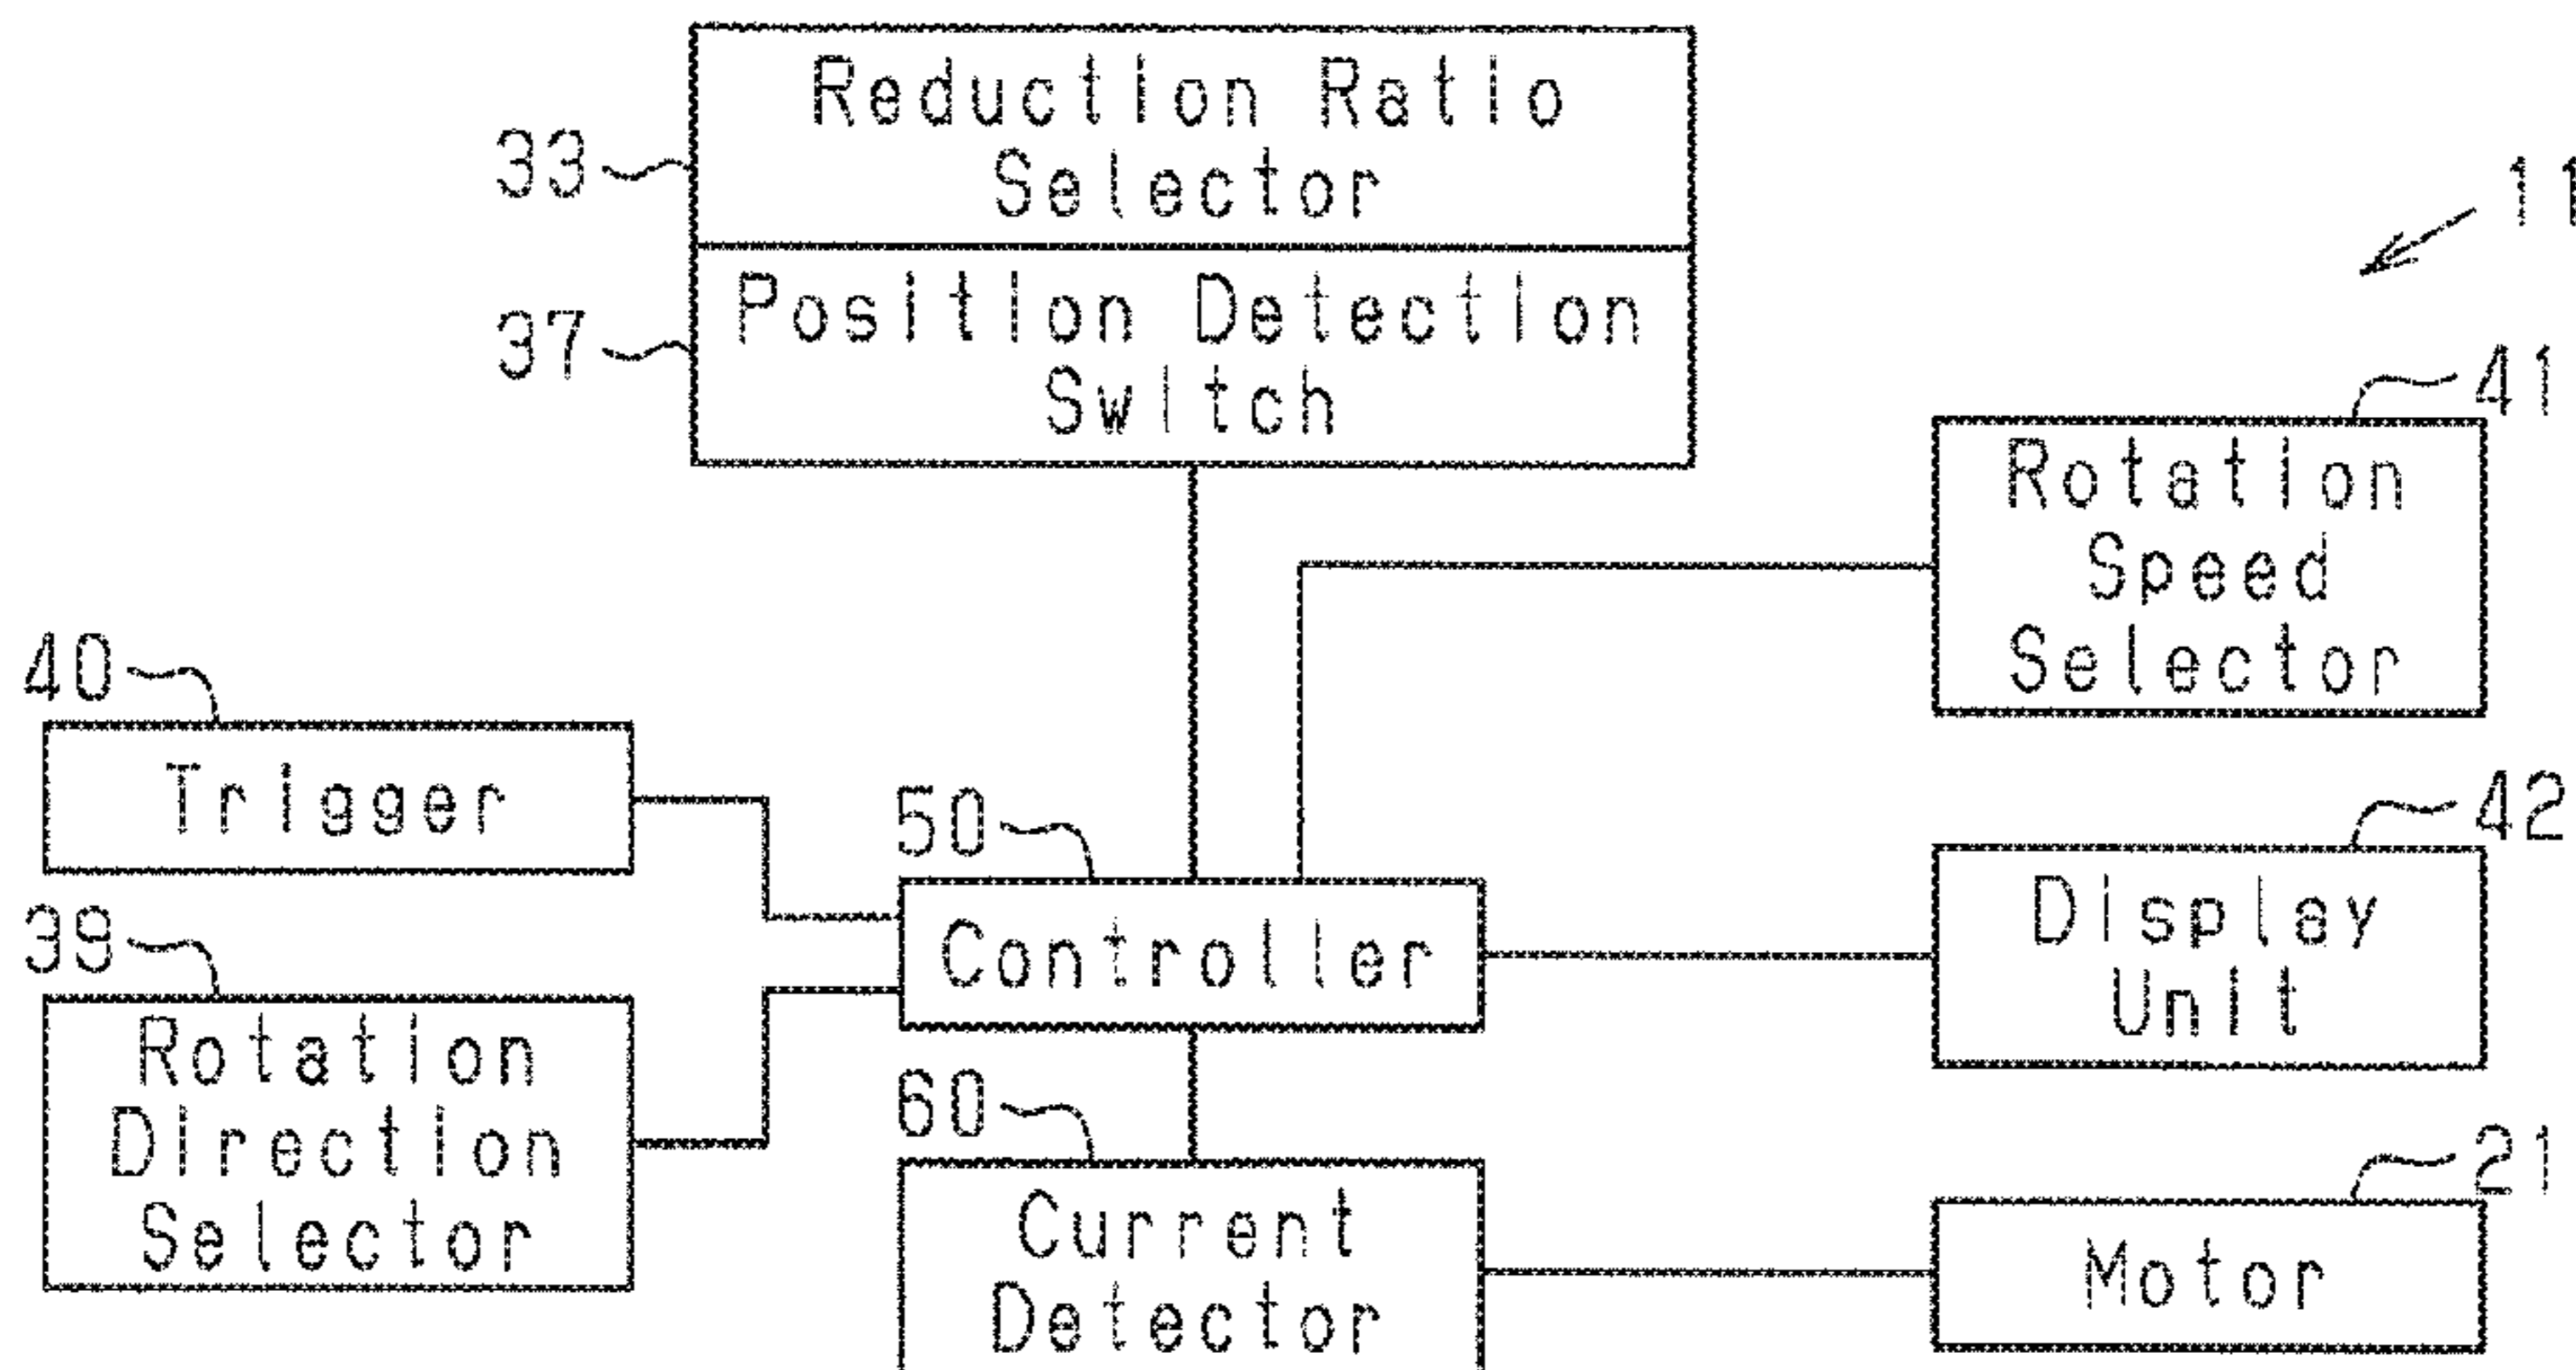 Reduction Ratio
Selector
33
11
Position Detection
Switch
37
41
Rotation
Speed
Selector
40
Trigger
50
Controller
42
Display
Unit
39
Rotation
Direction
Selector
60
Current
Detector
21
Motor